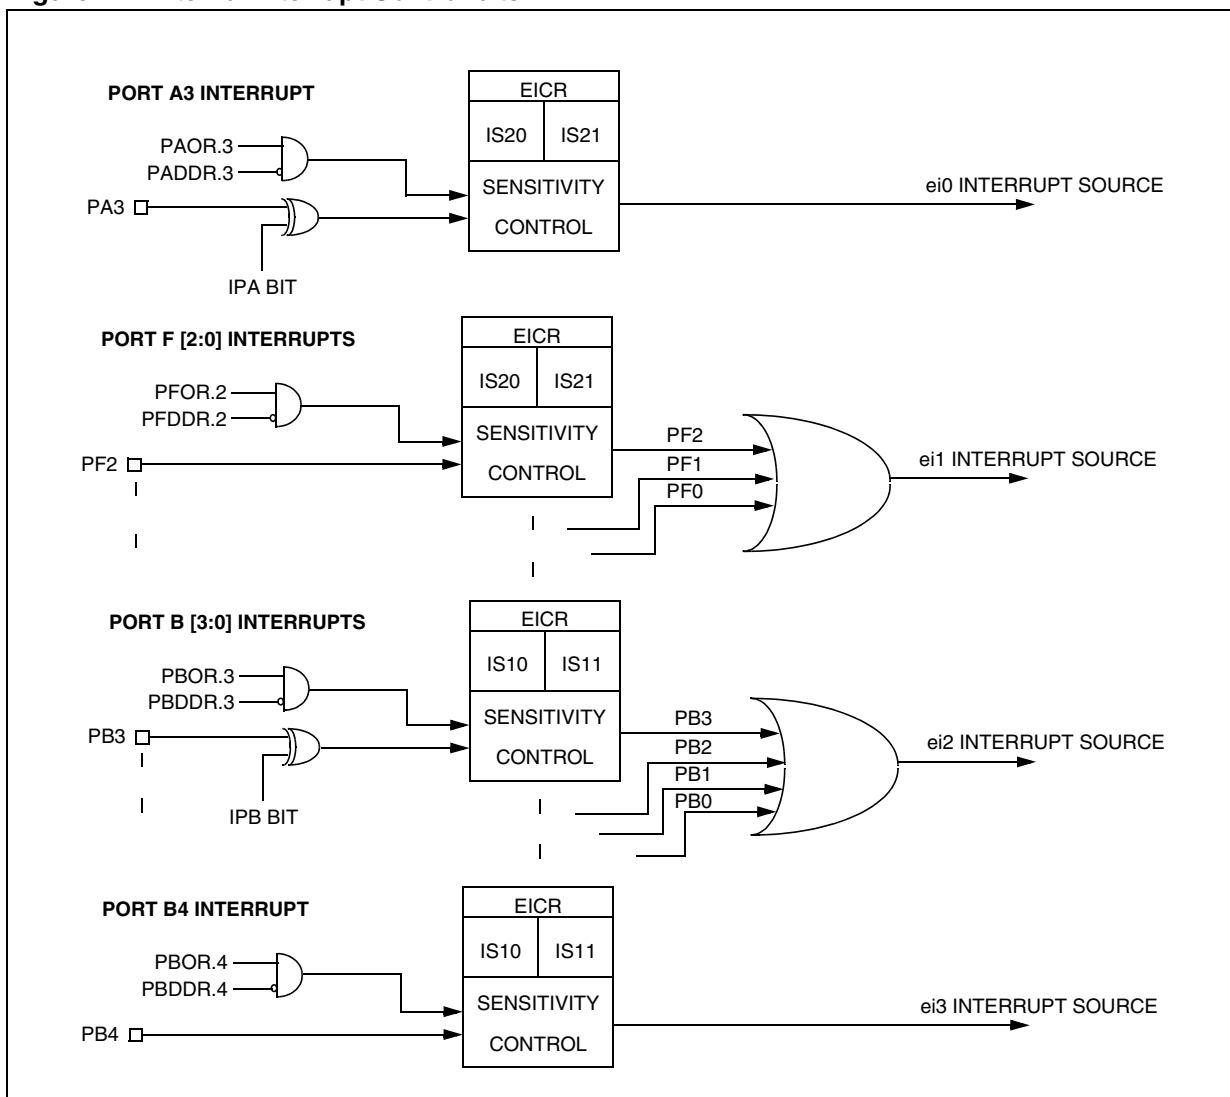 PORT A3 INTERRUPT
EICR
IS20 IS21
PAOR.3
PADDR.3
SENSITIVITY
CONTROL
PA3
IPA BIT
ei0 INTERRUPT SOURCE
PORT F [2:0] INTERRUPTS
EICR
IS20 IS21
PFOR.2
PFDDR.2
SENSITIVITY
CONTROL
PF2
PF2
PF1
PF0
ei1 INTERRUPT SOURCE
PORT B [3:0] INTERRUPTS
EICR
IS10 IS11
PBOR.3
PBDDR.3
SENSITIVITY
CONTROL
PB3
IPB BIT
PB3
PB2
PB1
PB0
ei2 INTERRUPT SOURCE
PORT B4 INTERRUPT
EICR
IS10 IS11
PBOR.4
PBDDR.4
SENSITIVITY
CONTROL
PB4
ei3 INTERRUPT SOURCE